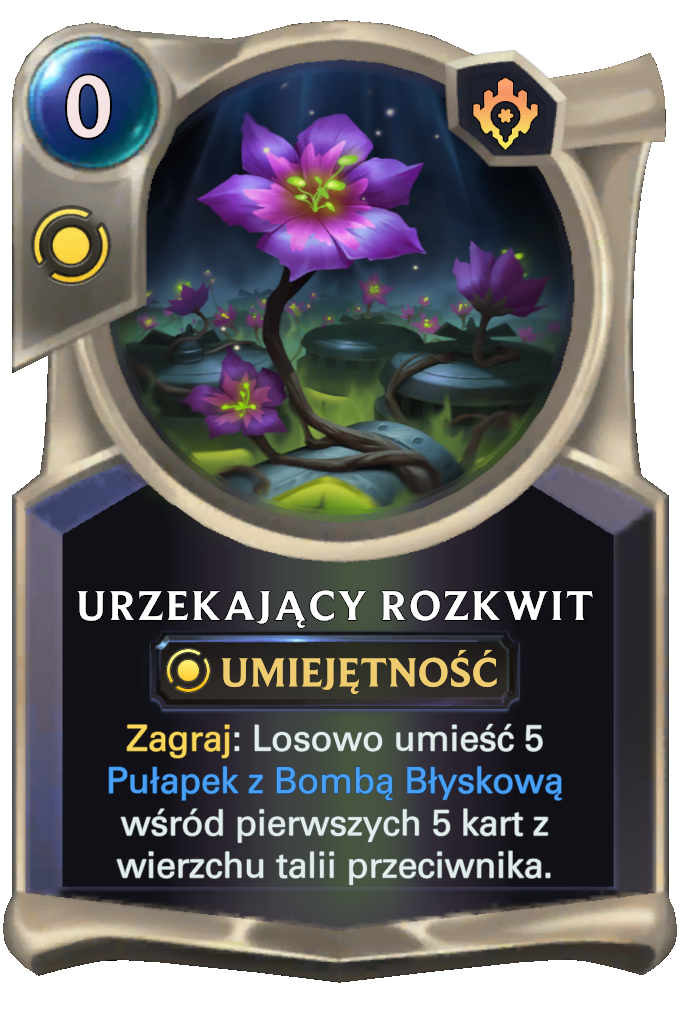 0
URZEKAJĄCY ROZKWIT
UMIEJĘTNOŚĆ
Zagraj: Losowo umieść 5
Pułapek z Bombą Błyskową
wśród pierwszych 5 kart z
wierzchu talii przeciwnika.